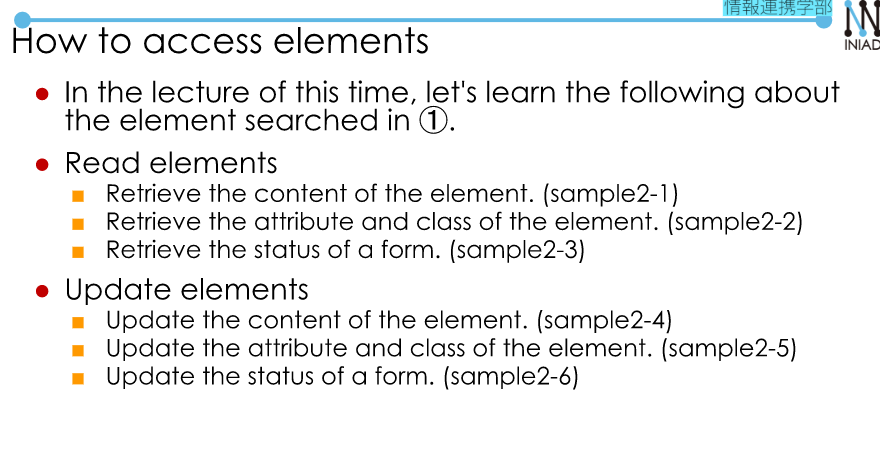 情報連携学部
INIAD
How to access elements
● In the lecture of this time, let's learn the following about
the element searched in ①.
● Read elements
■ Retrieve the content of the element. (sample2-1)
■ Retrieve the attribute and class of the element. (sample2-2)
■ Retrieve the status of a form. (sample2-3)
● Update elements
■ Update the content of the element. (sample2-4)
■ Update the attribute and class of the element. (sample2-5)
■ Update the status of a form. (sample2-6)